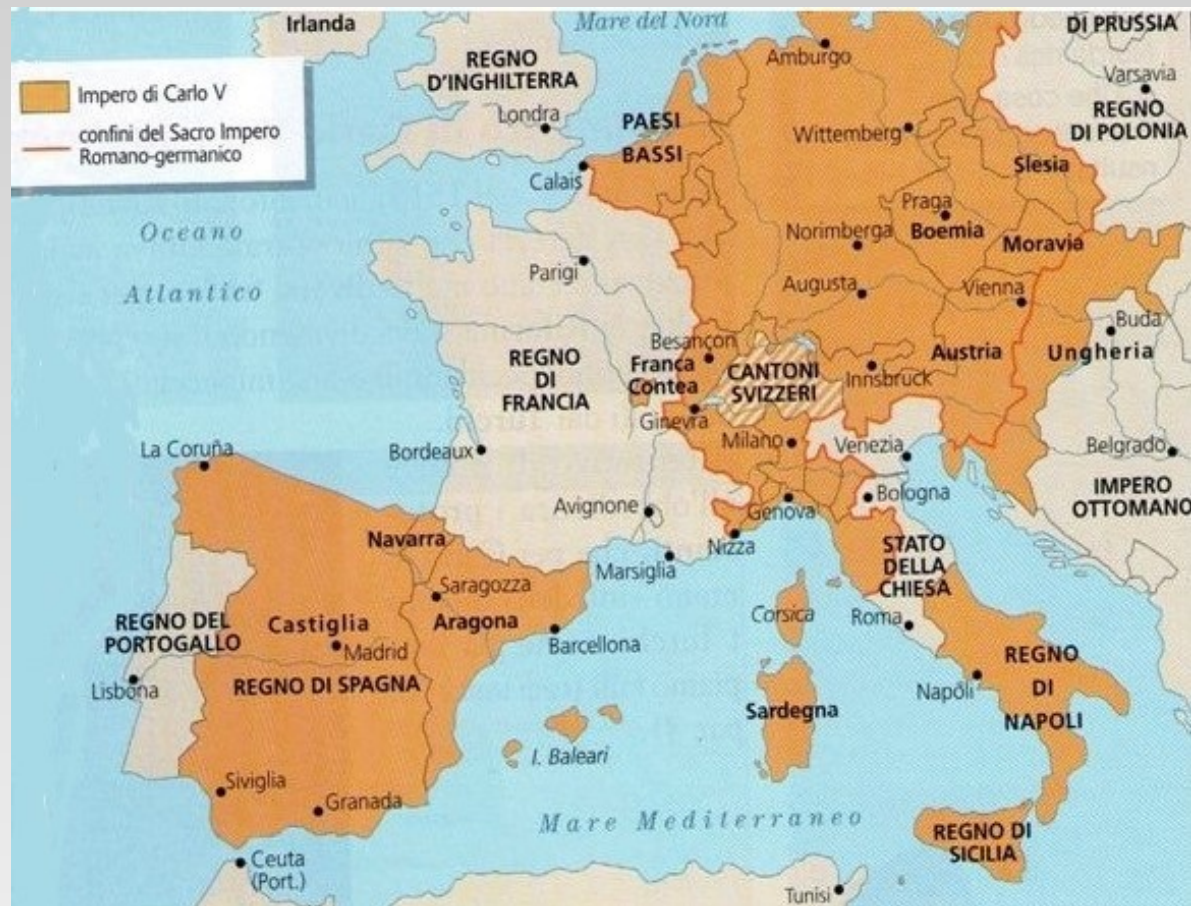 Impero di Carlo V
confini del Sacro Impero
Romano-germanico
Irlanda
Mare del Nord
REGNO
D'INGHILTERRA
Londra
Calais
PAESI
BASSI
Amburgo
Wittemberg
DI PRUSSIA
Varsavia
REGNO
DI POLONIA
Slesia
Praga
Boemia
Moravia
Norimberga
Augusta
Vienna
Oceano
Atlantico
Parigi
REGNO
DI
FRANCIA
Besançon
Franca
Contea
CANTONI
SVIZZERI
Ginevra
Innsbruck
Austria
Buda
Ungheria
La Coruña
Bordeaux
Avignone
Milano
Venezia
Belgrado
Genova
Bologna
IMPERO
OTTOMANO
Nizza
Marsiglia
Navarra
Saragozza
Aragona
Barcellona
Castiglia
Madrid
REGNO DEL
PORTOGALLO
Lisbona
REGNO DI SPAGNA
Corsica
STATO
DELLA
CHIESA
Roma
Sardegna
Napoli
REGNO
DI
NAPOLI
I. Baleari
Siviglia
Granada
Mare Mediterraneo
REGNO DI
SICILIA
Ceuta
(Port.)
Tunisi
6